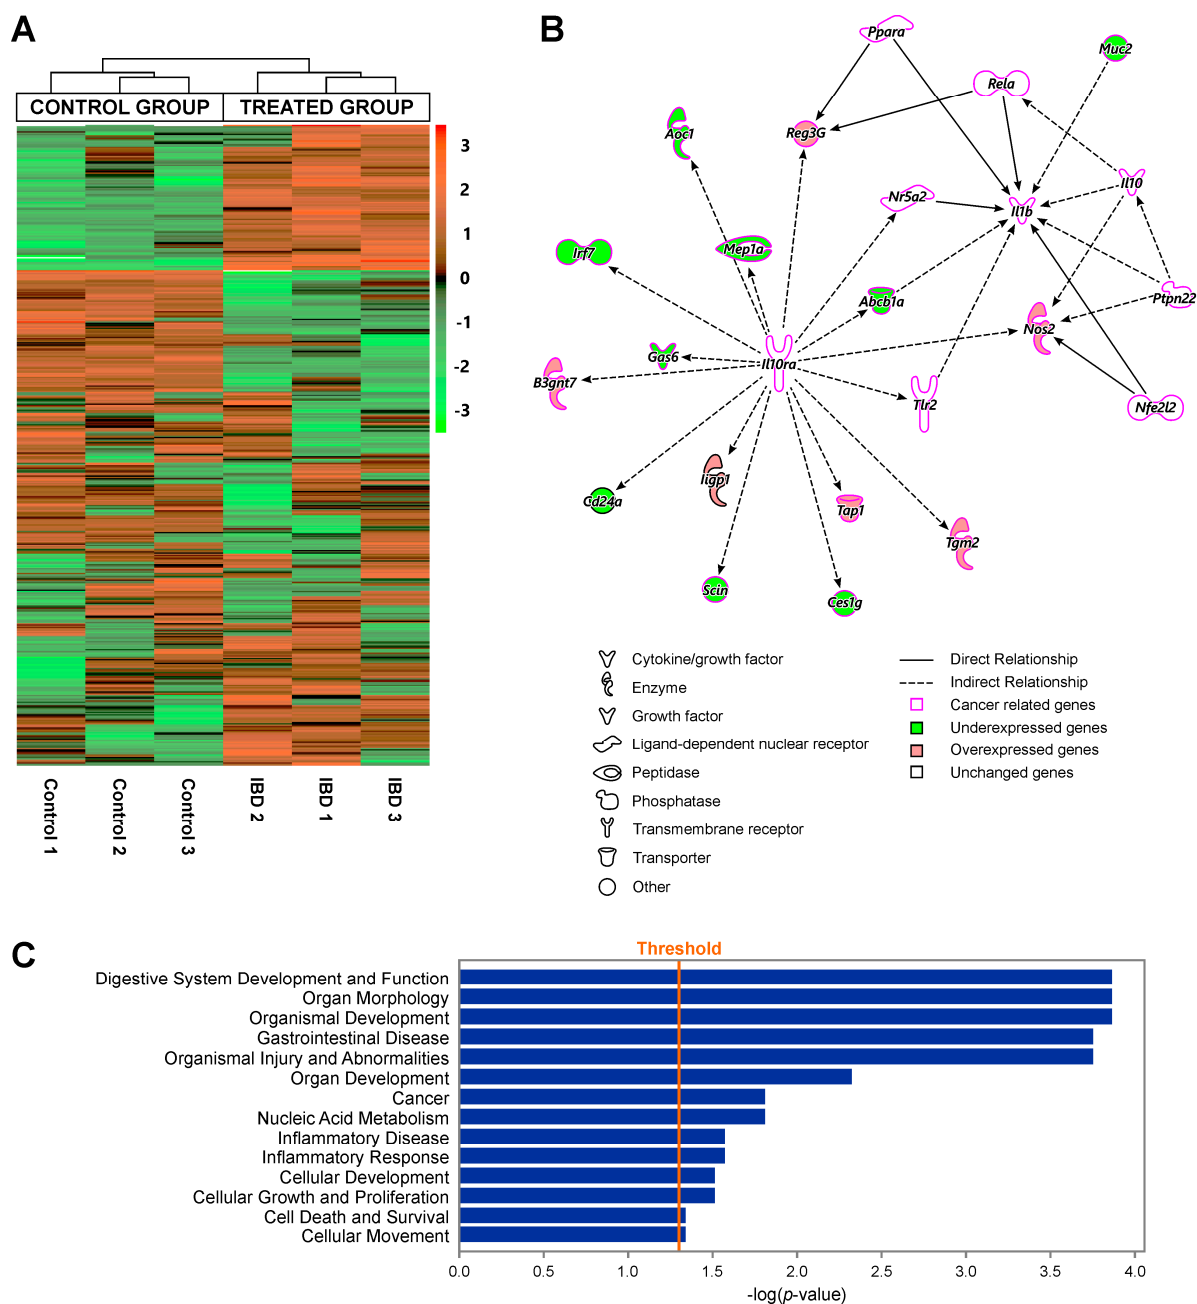 A
CONTROL GROUP
TREATED GROUP
3
2
1
0
-1
-2
-3
Control 1
Control 2
Control 3
IBD 2
IBD 1
IBD 3
B
Ppara
Muc2
Rela
Aoc1
Reg3G
Il10
Nr5a2
Il1b
Irf7
Mep1a
Abcb1a
Ptpn22
Nos2
Gas6
Il10ra
B3gnt7
Tlr2
Nfe2l2
Iigp1
Cd24a
Tap1
Tgm2
Scin
Ces1g
Cytokine/growth factor
Enzyme
Growth factor
Ligand-dependent nuclear receptor
Peptidase
Phosphatase
Transmembrane receptor
Transporter
Other
Direct Relationship
Indirect Relationship
Cancer related genes
Underexpressed genes
Overexpressed genes
Unchanged genes
C
Threshold
Digestive System Development and Function
Organ Morphology
Organismal Development
Gastrointestinal Disease
Organismal Injury and Abnormalities
Organ Development
Cancer
Nucleic Acid Metabolism
Inflammatory Disease
Inflammatory Response
Cellular Development
Cellular Growth and Proliferation
Cell Death and Survival
Cellular Movement
0.0 0.5 1.0 1.5 2.0 2.5 3.0 3.5 4.0
-log(p-value)